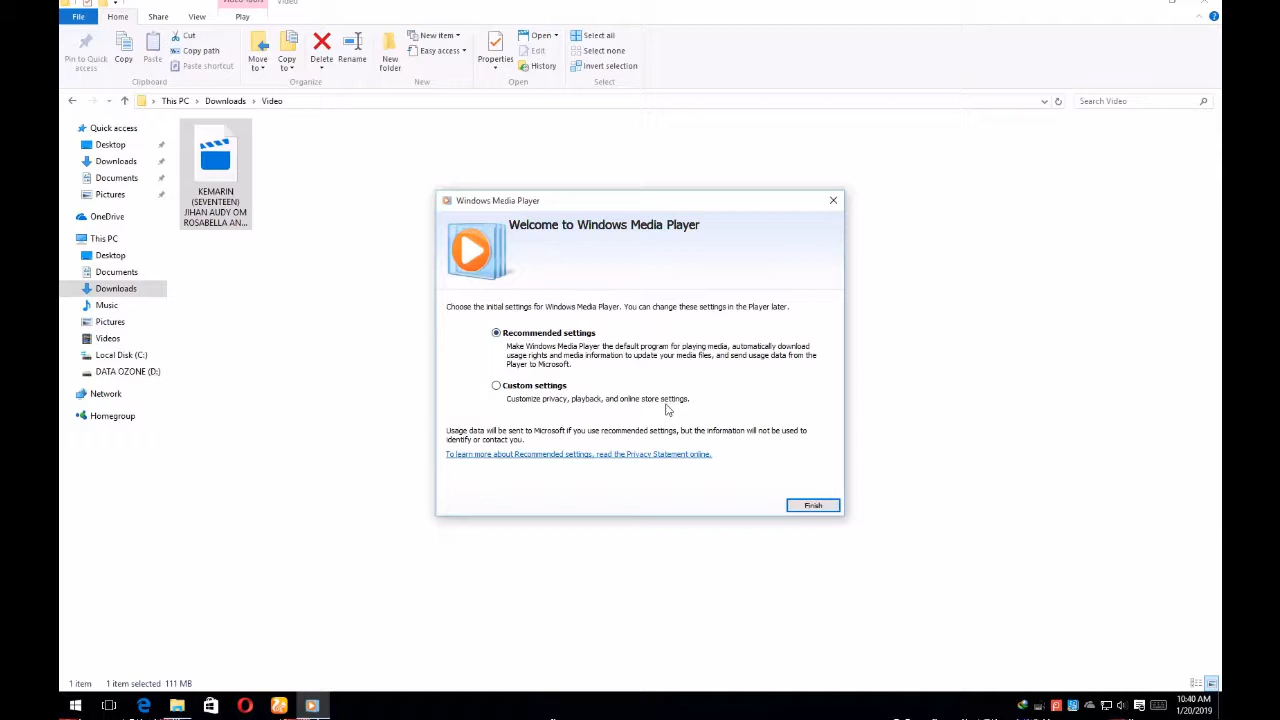 Video Tools
Video
File
Home
Share
View
Play
Pin to Quick
access
Copy
Paste
Cut
Copy path
Paste shortcut
Clipboard
Move
to
Copy
to
Delete
Rename
Organize
New
folder
New item
Easy access
New
Properties
Open
Edit
History
Open
Select all
Select none
Invert selection
Select
This PC
Downloads
Video
Search Video
Quick access
Desktop
Downloads
Documents
Pictures
OneDrive
This PC
Desktop
Documents
Downloads
Music
Pictures
Videos
Local Disk (C:)
DATA OZONE (D:)
Network
Homegroup
KEMARIN
(SEVENTEEN)
JIHAN AUDY OM
ROSABELLA AN...
Windows Media Player
Welcome to Windows Media Player
Choose the initial settings for Windows Media Player. You can change these settings in the Player later.
Recommended settings
Make Windows Media Player the default program for playing media, automatically download
usage rights and media information to update your media files, and send usage data from the
Player to Microsoft.
Custom settings
Customize privacy, playback, and online store settings.
Usage data will be sent to Microsoft if you use recommended settings, but the information will not be used to
identify or contact you.
To learn more about Recommended settings, read the Privacy Statement online.
Finish
1 item
1 item selected 111 MB
10:40 AM
1/20/2019